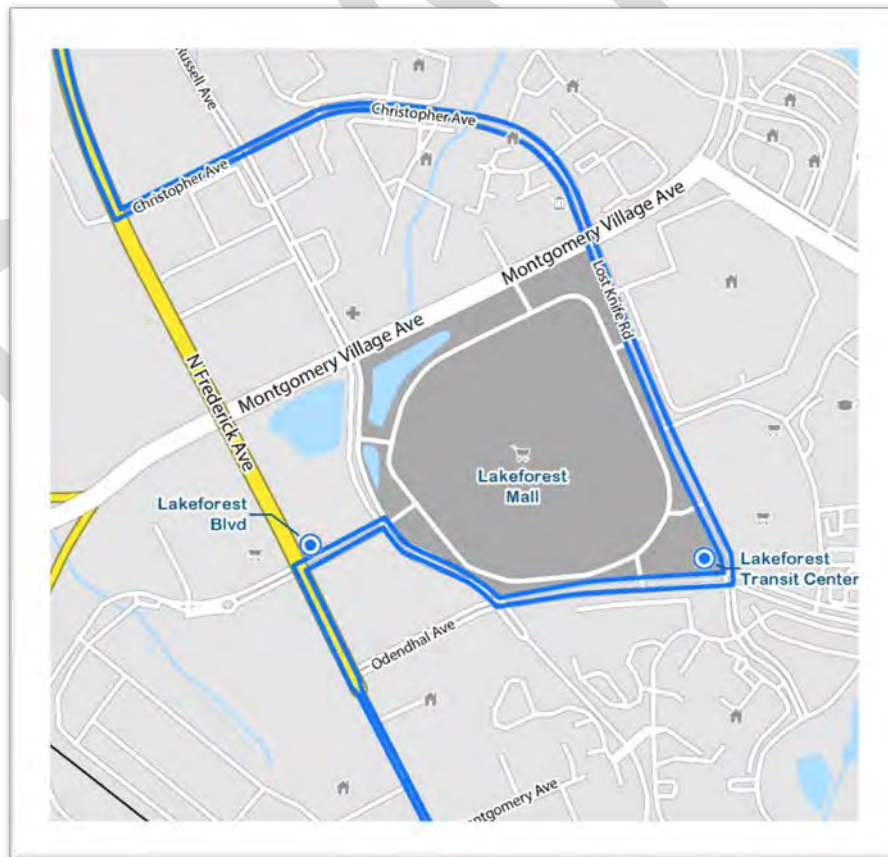 Russell Ave
Christopher Ave
Christopher Ave
Montgomery Village Ave
Lost Knife Rd
Montgomery Village Ave
N Frederick Ave
Lakeforest
Mall
Lakeforest
Blvd
Lakeforest
Transit Center
Odendhal Ave
ntgomery Ave